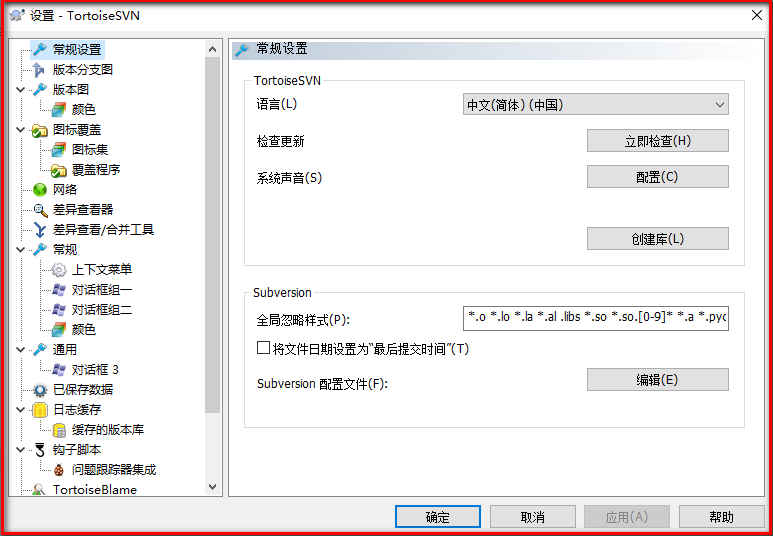 设置 - TortoiseSVN
常规设置
版本分支图
版本图
颜色
图标覆盖
图标集
覆盖程序
网络
差异查看器
差异查看/合并工具
常规
上下文菜单
对话框组一
对话框组二
颜色
通用
对话框 3
已保存数据
日志缓存
缓存的版本库
钩子脚本
问题跟踪器集成
TortoiseBlame
常规设置
TortoiseSVN
语言(L)
中文(简体) (中国)
检查更新
立即检查(H)
系统声音(S)
配置(C)
创建库(L)
Subversion
全局忽略样式(P):
*.o *.lo *.la *.al .libs *.so *.so.[0-9]* *.a *.pyc
将文件日期设置为“最后提交时间”(T)
Subversion 配置文件(F):
编辑(E)
确定
取消
应用(A)
帮助